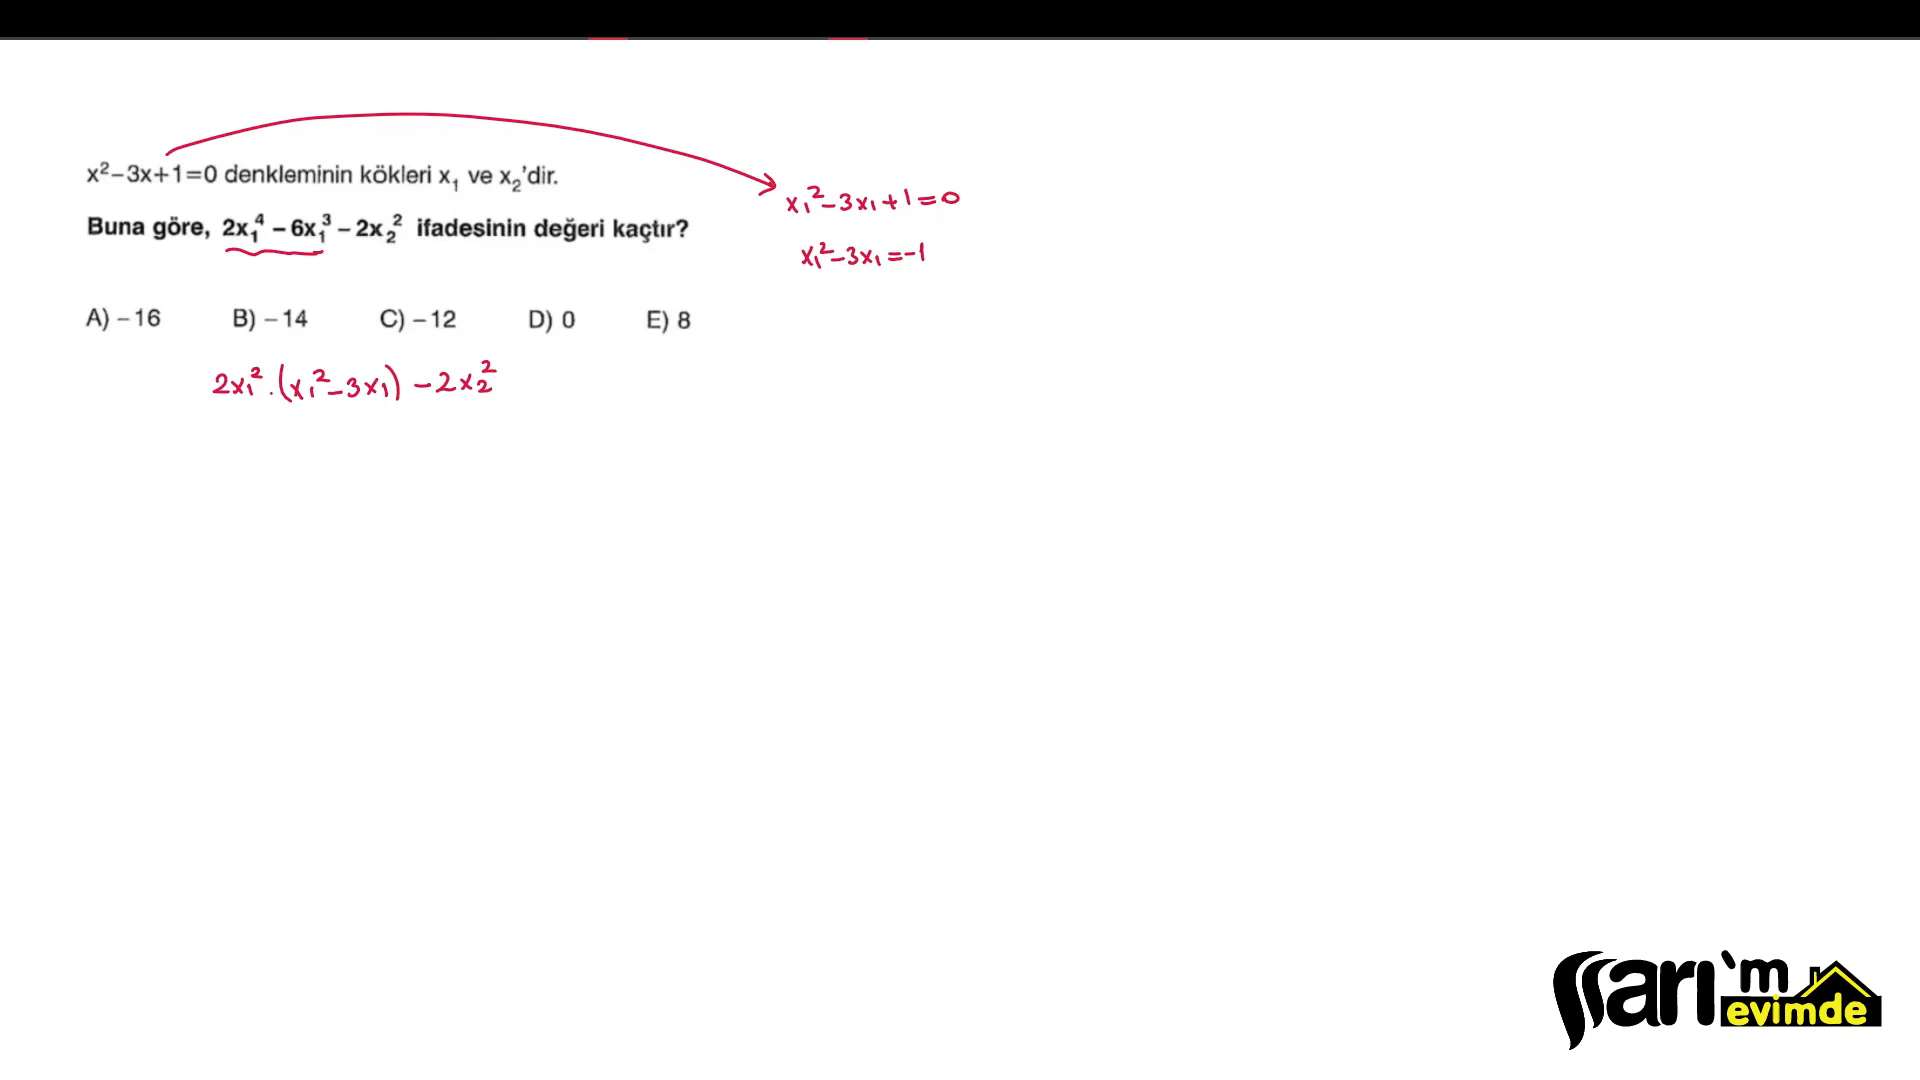 x²–3x+1=0 denkleminin kökleri x₁ ve x₂'dir.
x₁²–3x₁+1=0
Buna göre, 2x₁⁴ – 6x₁³ – 2x₂² ifadesinin değeri kaçtır?
x₁²–3x₁=–1
A) –16 B) –14 C) –12 D) 0 E) 8
2x₁².(x₁²–3x₁) –2x₂²
sarı`m
evimde